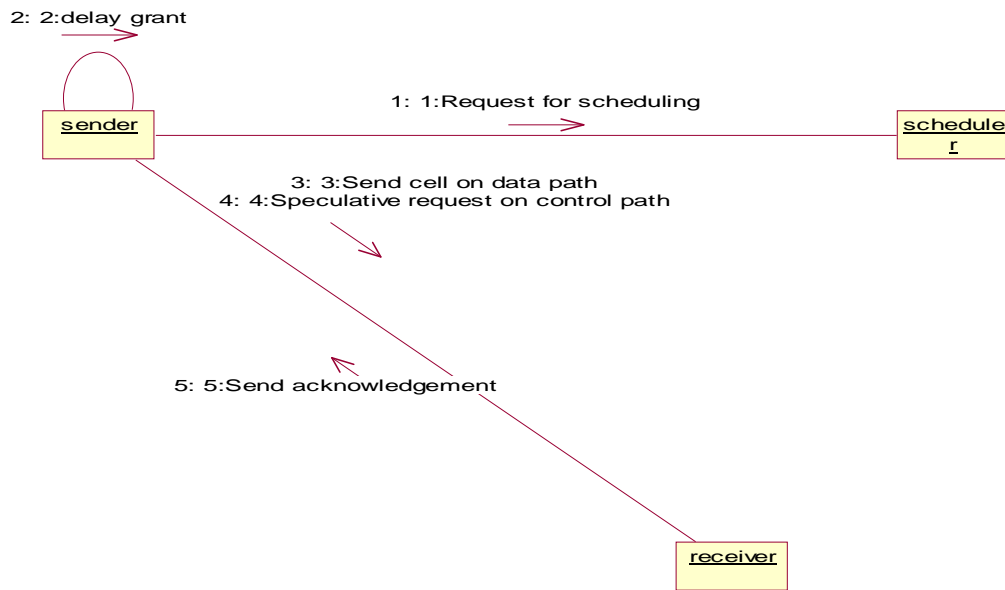 2: 2:delay grant
1: 1:Request for scheduling
sender
schedule
r
3: 3:Send cell on data path
4: 4:Speculative request on control path
5: 5:Send acknowledgement
receiver